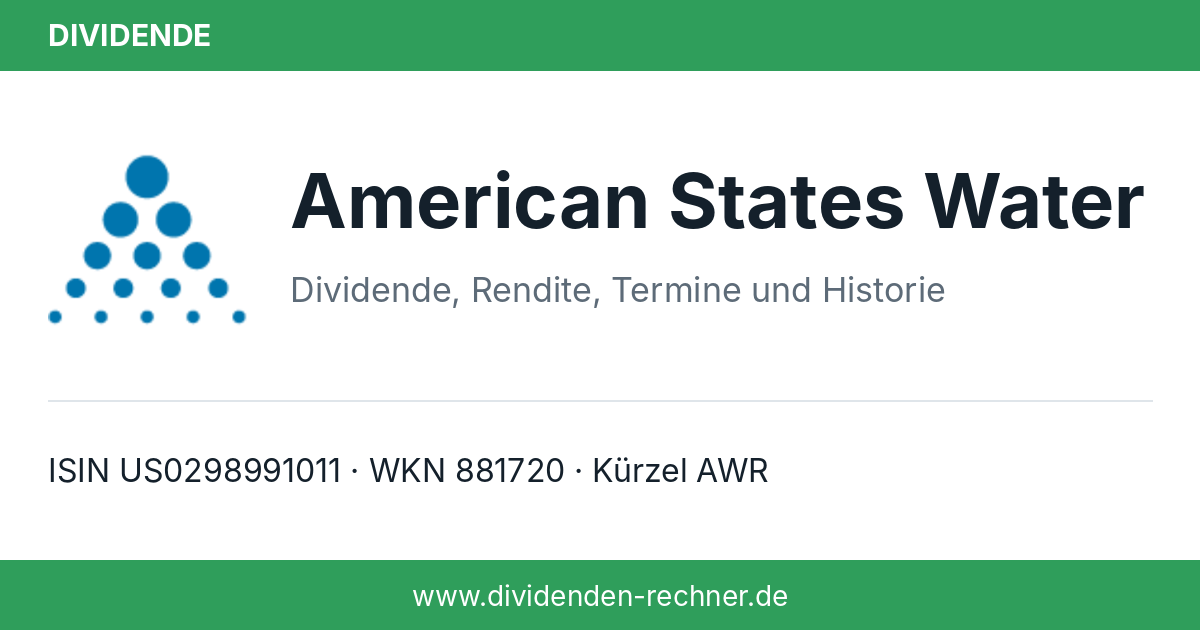 DIVIDENDE
American States Water
Dividende, Rendite, Termine und Historie
ISIN US0298991011 · WKN 881720 · Kürzel AWR
www.dividenden-rechner.de